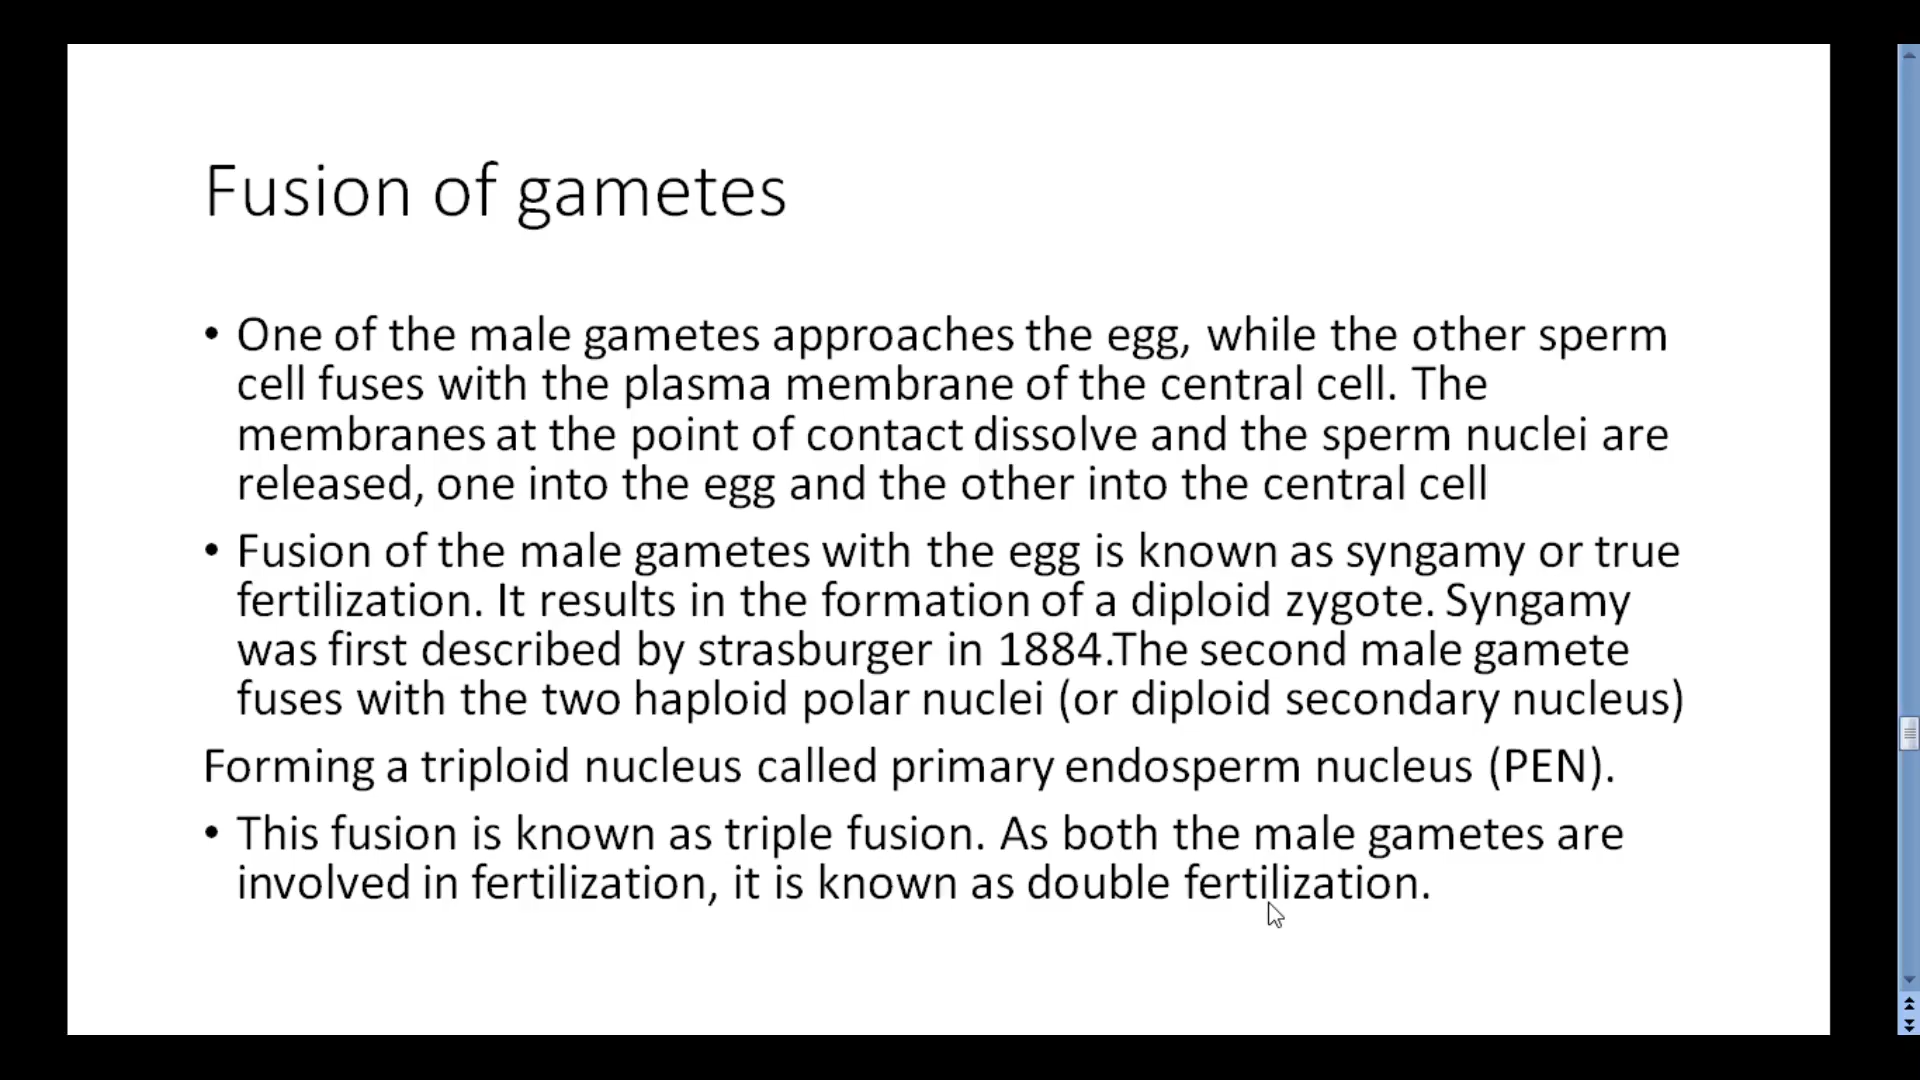 Fusion of gametes
• One of the male gametes approaches the egg, while the other sperm
cell fuses with the plasma membrane of the central cell. The
membranes at the point of contact dissolve and the sperm nuclei are
released, one into the egg and the other into the central cell
• Fusion of the male gametes with the egg is known as syngamy or true
fertilization. It results in the formation of a diploid zygote. Syngamy
was first described by strasburger in 1884.The second male gamete
fuses with the two haploid polar nuclei (or diploid secondary nucleus)
Forming a triploid nucleus called primary endosperm nucleus (PEN).
• This fusion is known as triple fusion. As both the male gametes are
involved in fertilization, it is known as double fertilization.